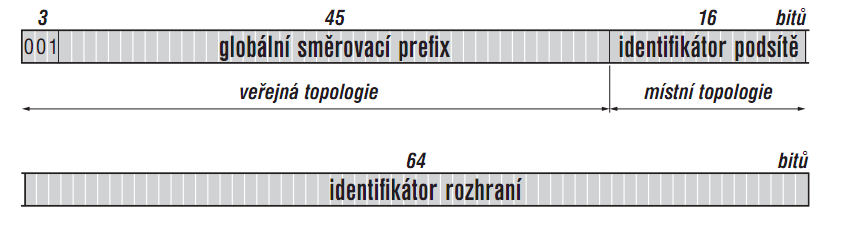 3 45 16 bitů
001 globální směrovací prefix identifikátor podsítě
veřejná topologie místní topologie
64 bitů
identifikátor rozhraní